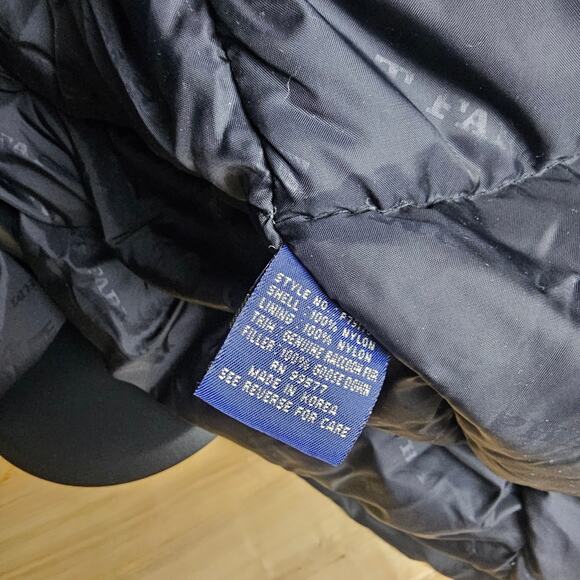 STYLE NO
SHELL : 100% NYLON
LINING : 100% NYLON
TRIM : GENUINE RACCOON FUR
FILLER : 100% GOOSE DOWN
RN 99577
MADE IN KOREA
SEE REVERSE FOR CARE